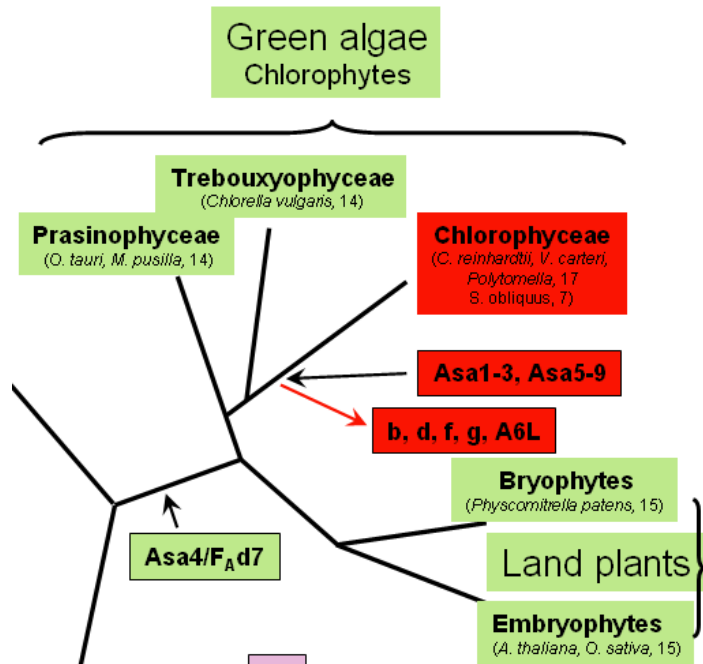 Green algae
Chlorophytes
Trebouxyophyceae
(Chlorella vulgaris, 14)
Prasinophyceae
(O. tauri, M. pusilla, 14)
Chlorophyceae
(C. reinhardtii, V. carteri,
Polytomella, 17
S. obliquus, 7)
Asa1-3, Asa5-9
b, d, f, g, A6L
Bryophytes
(Physcomitrella patens, 15)
Asa4/FAd7
Land plants
Embryophytes
(A. thaliana, O. sativa, 15)